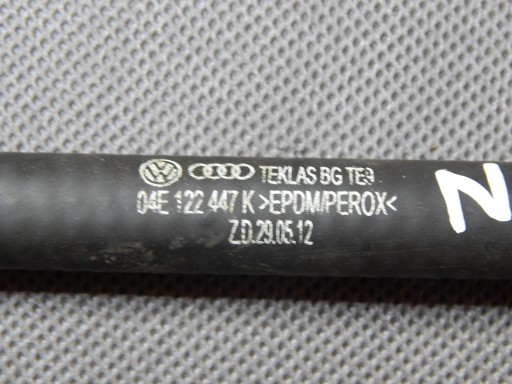 TEKLAS BG TE9
04E 122 447 K >EPDM/PEROX<
Z.D.29.05.12
N